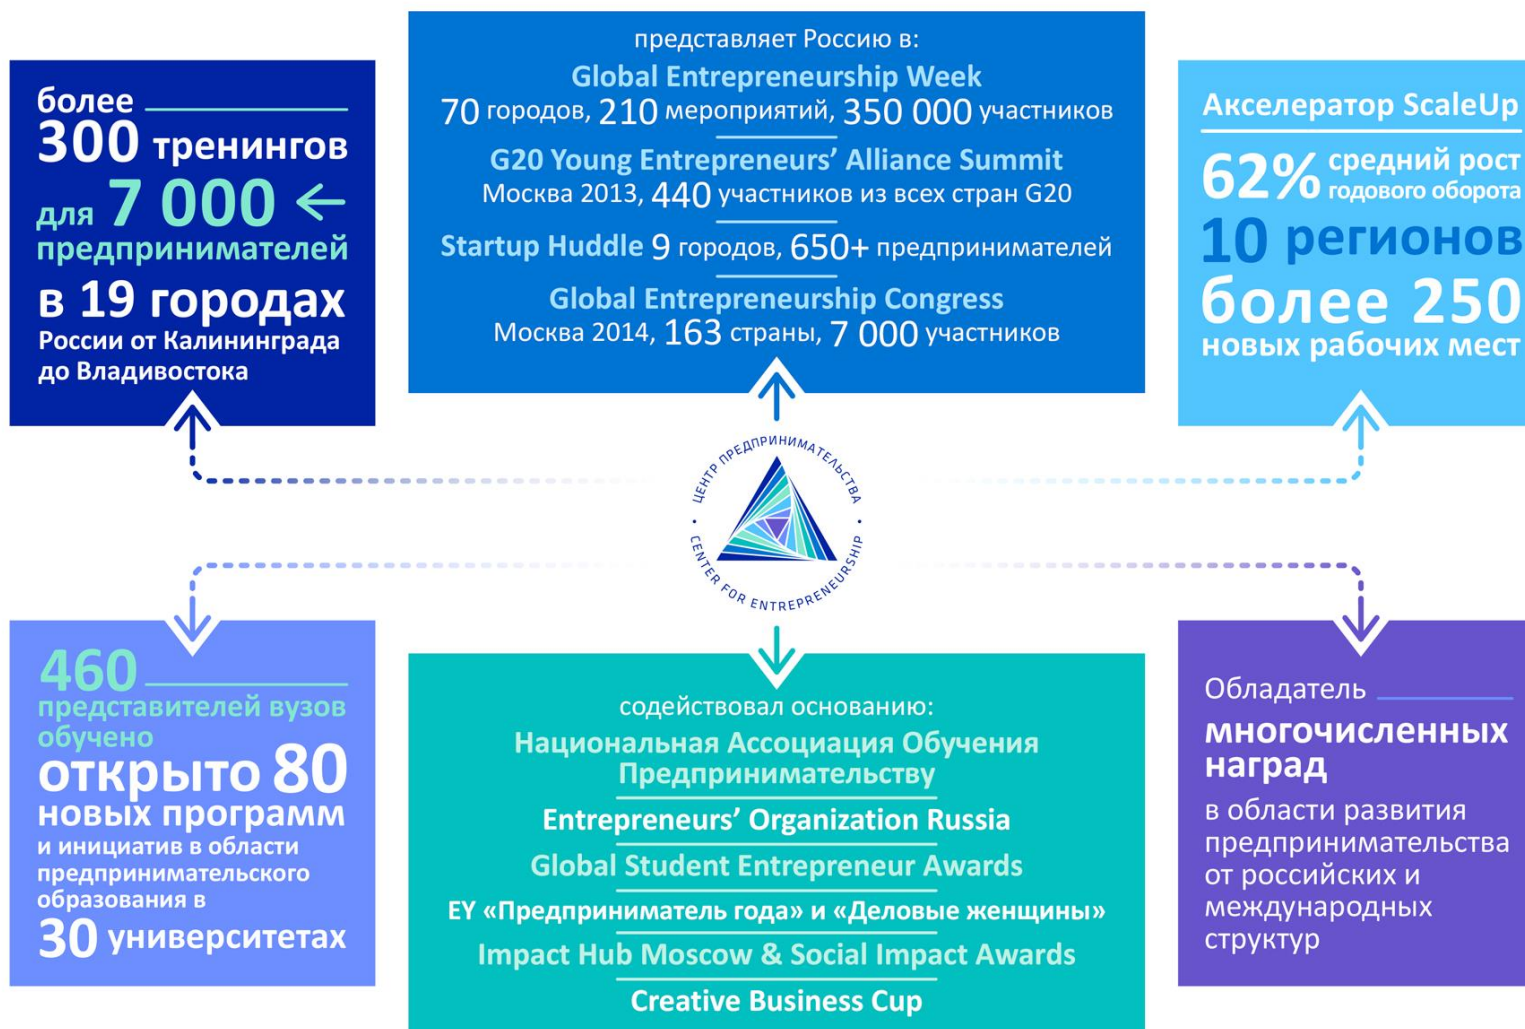 более
300 тренингов
для 7 000
предпринимателей
в 19 городах
России от Калининграда
до Владивостока
представляет Россию в:
Global Entrepreneurship Week
70 городов, 210 мероприятий, 350 000 участников
G20 Young Entrepreneurs’ Alliance Summit
Москва 2013, 440 участников из всех стран G20
Startup Huddle 9 городов, 650+ предпринимателей
Global Entrepreneurship Congress
Москва 2014, 163 страны, 7 000 участников
Акселератор ScaleUp
62% средний рост
годового оборота
10 регионов
более 250
новых рабочих мест
ЦЕНТР ПРЕДПРИНИМАТЕЛЬСТВА
CENTER FOR ENTREPRENEURSHIP
460
представителей вузов
обучено
открыто 80
новых программ
и инициатив в области
предпринимательского
образования в
30 университетах
содействовал основанию:
Национальная Ассоциация Обучения
Предпринимательству
Entrepreneurs’ Organization Russia
Global Student Entrepreneur Awards
EY «Предприниматель года» и «Деловые женщины»
Impact Hub Moscow & Social Impact Awards
Creative Business Cup
Обладатель
многочисленных
наград
в области развития
предпринимательства
от российских и
международных
структур